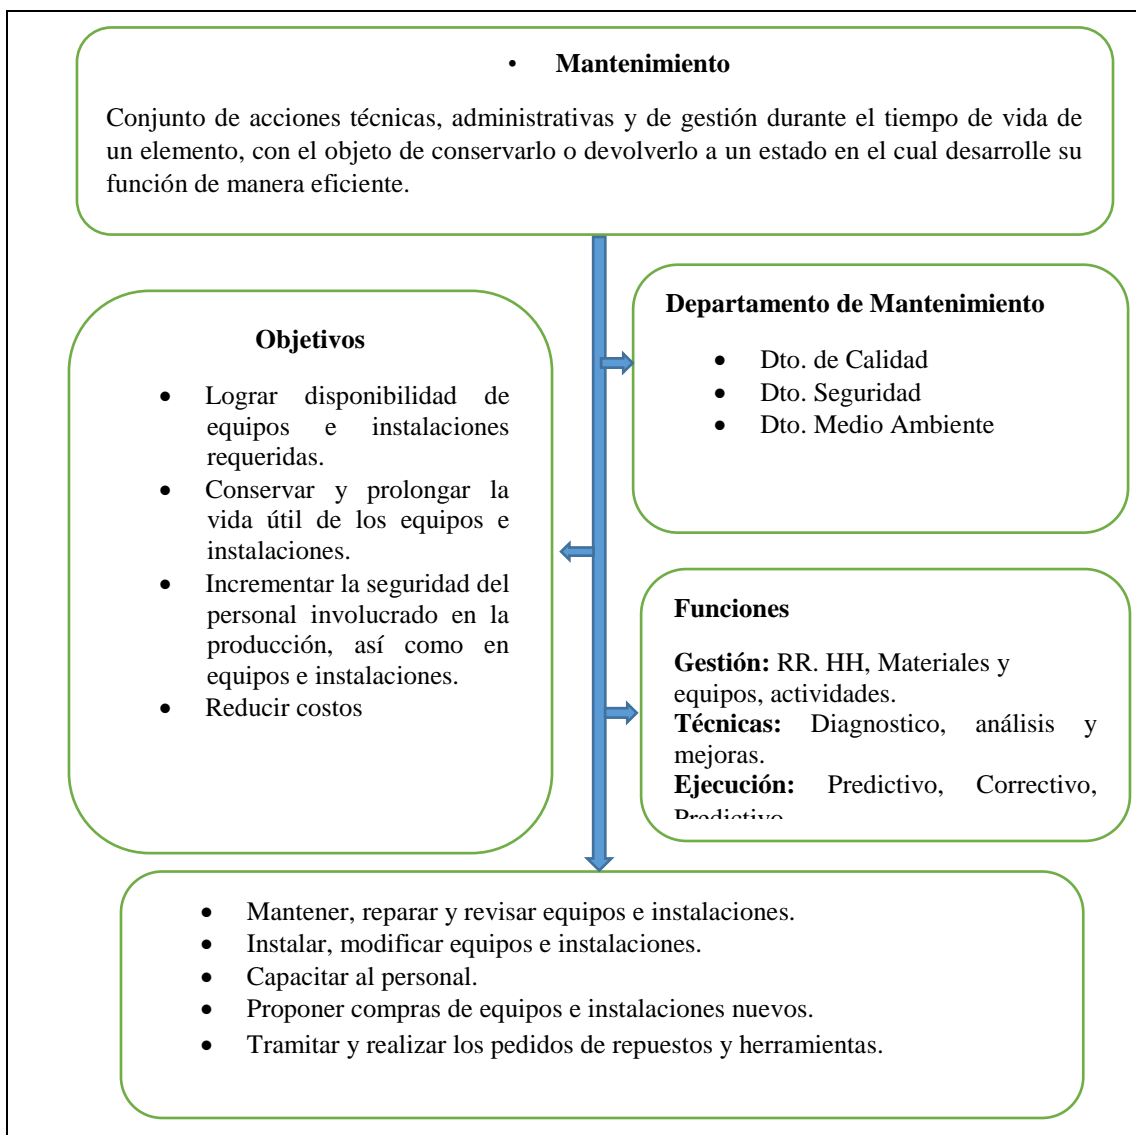 • Mantenimiento
Conjunto de acciones técnicas, administrativas y de gestión durante el tiempo de vida de
un elemento, con el objeto de conservarlo o devolverlo a un estado en el cual desarrolle su
función de manera eficiente.
Objetivos
• Lograr disponibilidad de
equipos e instalaciones
requeridas.
• Conservar y prolongar la
vida útil de los equipos e
instalaciones.
• Incrementar la seguridad del
personal involucrado en la
producción, así como en
equipos e instalaciones.
• Reducir costos
Departamento de Mantenimiento
• Dto. de Calidad
• Dto. Seguridad
• Dto. Medio Ambiente
Funciones
Gestión: RR. HH, Materiales y
equipos, actividades.
Técnicas: Diagnostico, análisis y
mejoras.
Ejecución: Predictivo, Correctivo,
Predictivo
• Mantener, reparar y revisar equipos e instalaciones.
• Instalar, modificar equipos e instalaciones.
• Capacitar al personal.
• Proponer compras de equipos e instalaciones nuevos.
• Tramitar y realizar los pedidos de repuestos y herramientas.